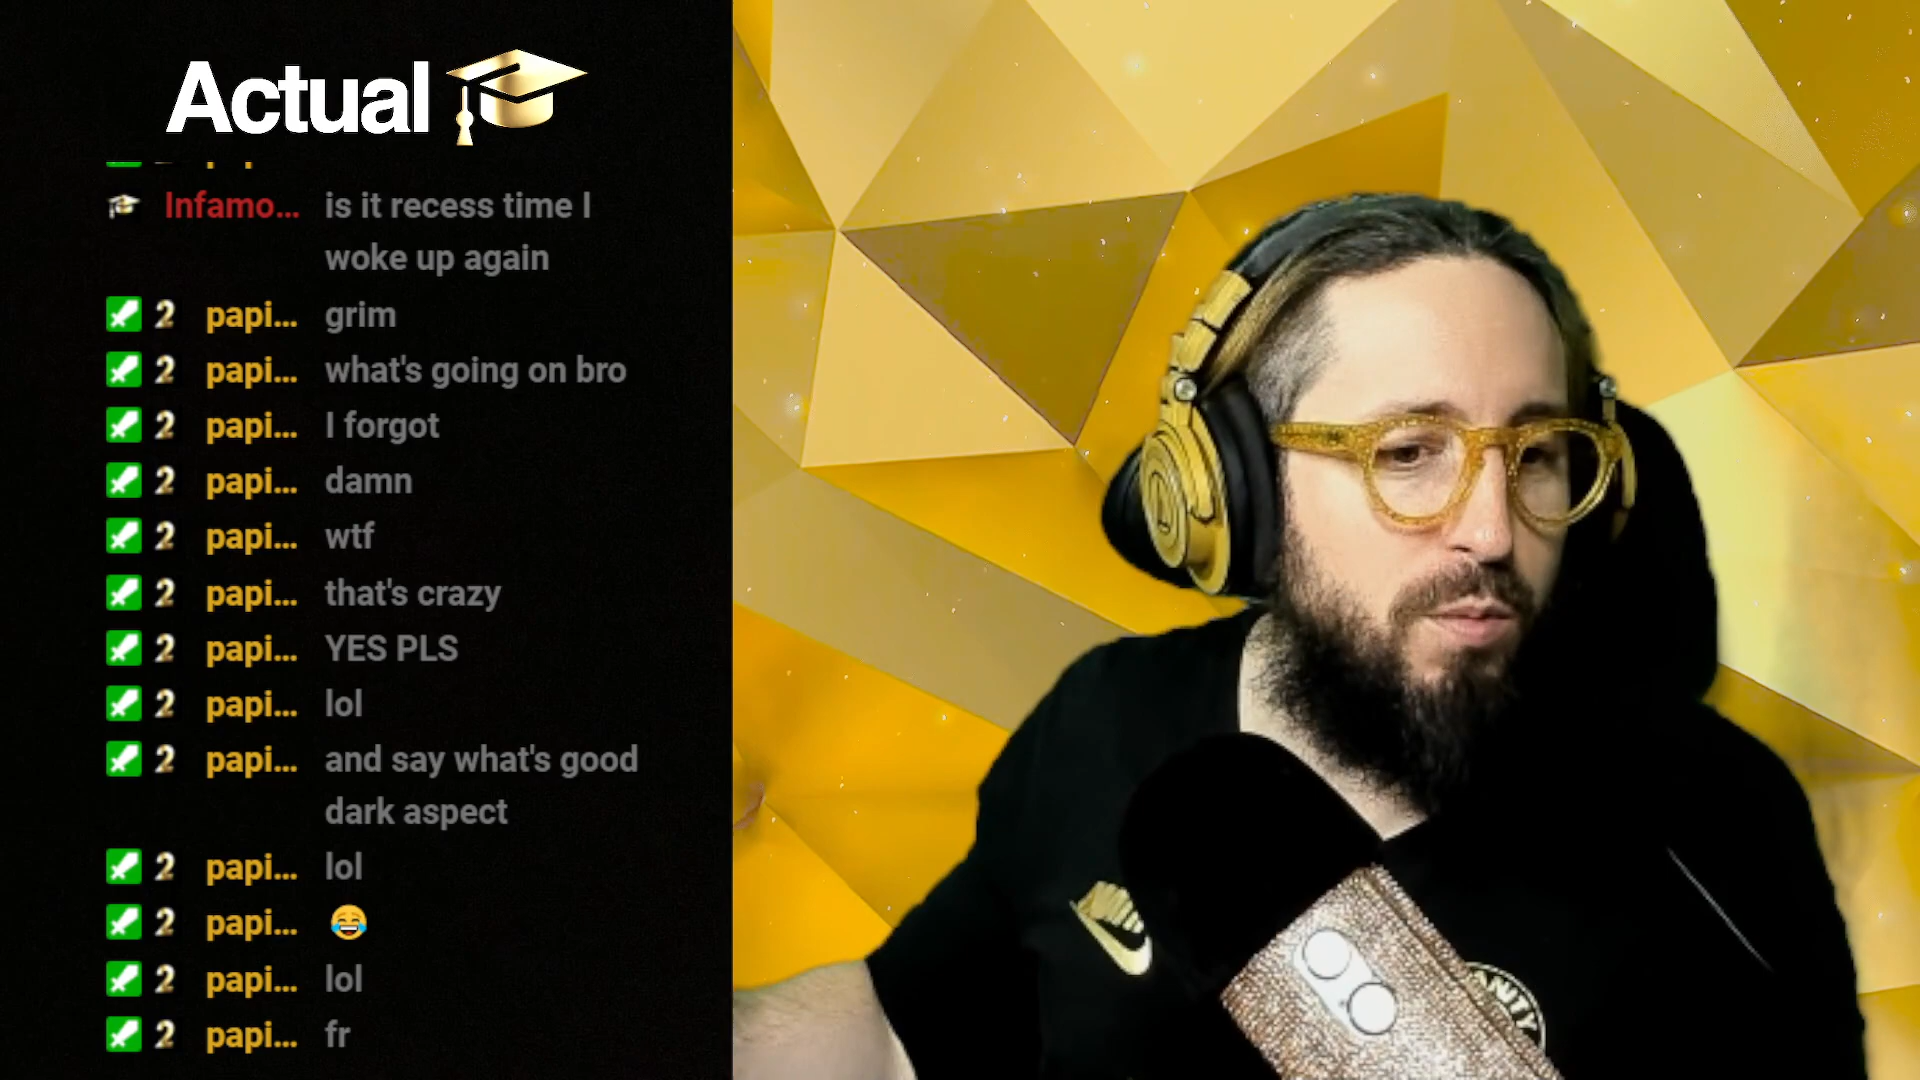 Actual
Infamo... is it recess time I
woke up again
2 papi... grim
2 papi... what's going on bro
2 papi... I forgot
2 papi... damn
2 papi... wtf
2 papi... that's crazy
2 papi... YES PLS
2 papi... lol
2 papi... and say what's good
dark aspect
2 papi... lol
2 papi... 😂
2 papi... lol
2 papi... fr